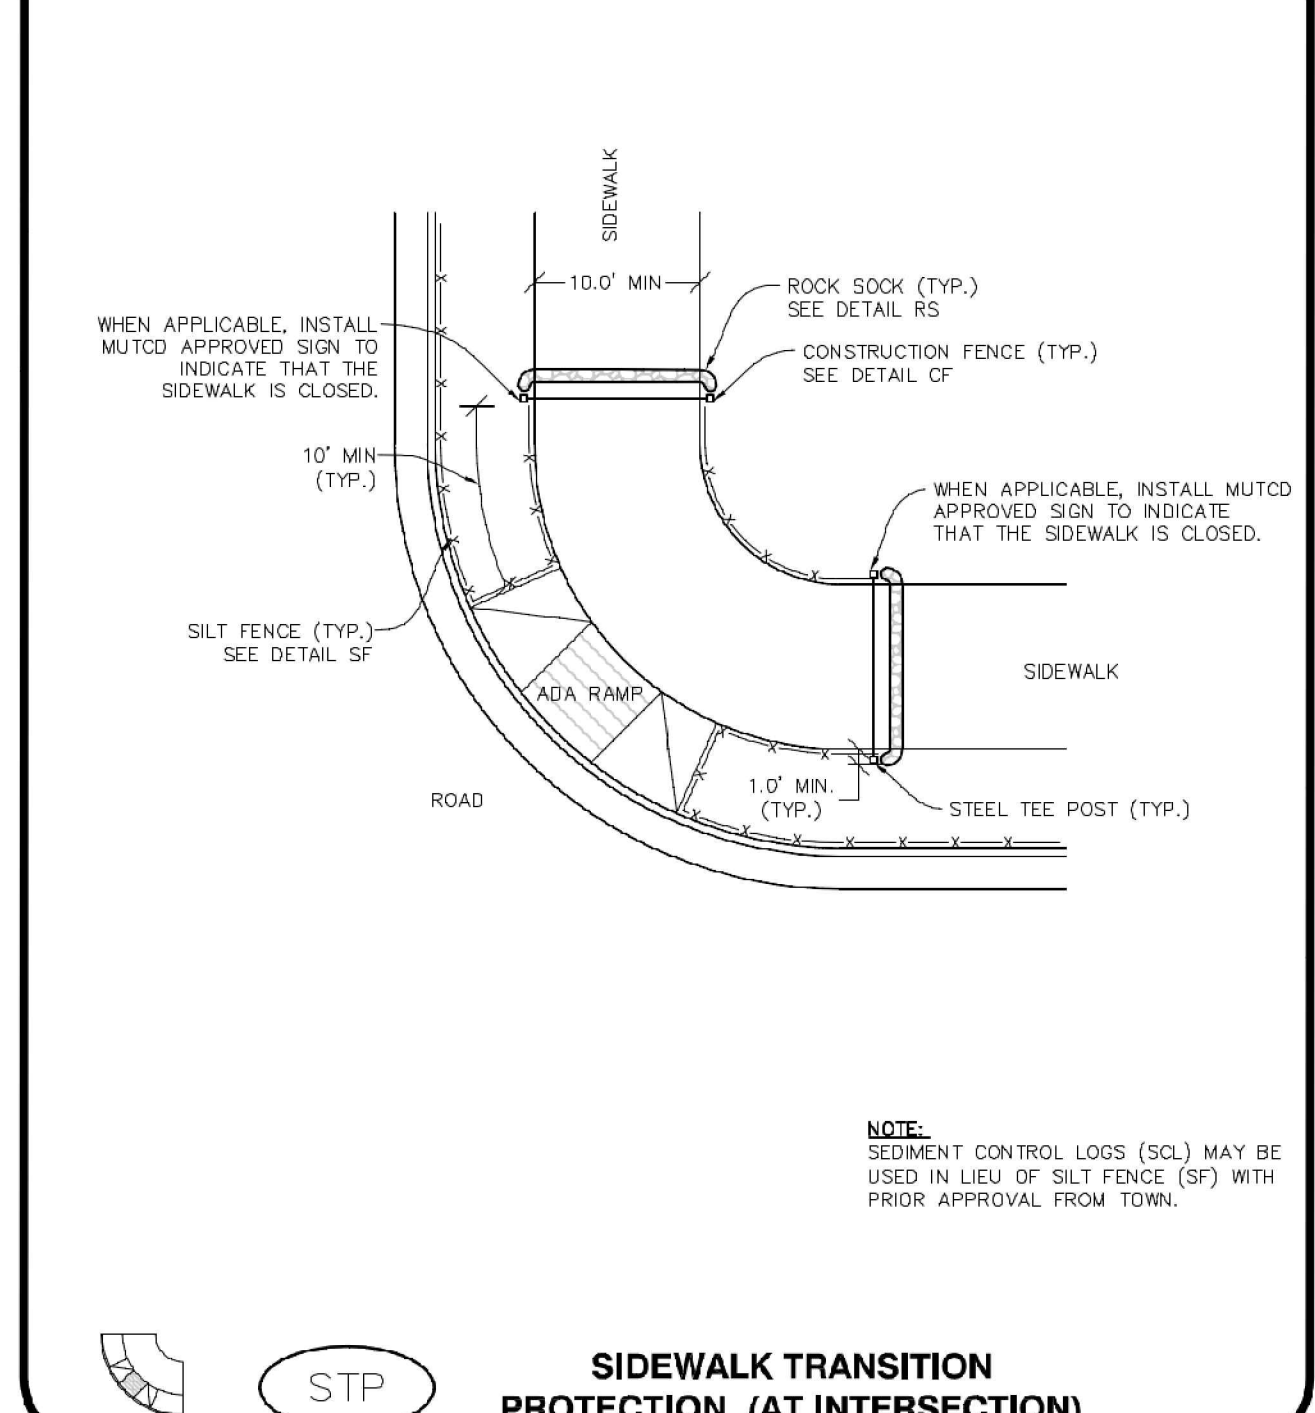 SIDEWALK
10.0' MIN
ROCK SOCK (TYP.)
SEE DETAIL RS
WHEN APPLICABLE, INSTALL
MUTCD APPROVED SIGN TO
INDICATE THAT THE
SIDEWALK IS CLOSED.
CONSTRUCTION FENCE (TYP.)
SEE DETAIL CF
10' MIN
(TYP.)
WHEN APPLICABLE, INSTALL MUTCD
APPROVED SIGN TO INDICATE
THAT THE SIDEWALK IS CLOSED.
SILT FENCE (TYP.)
SEE DETAIL SF
SIDEWALK
ADA RAMP
ROAD
1.0' MIN.
(TYP.)
STEEL TEE POST (TYP.)
NOTE:
SEDIMENT CONTROL LOGS (SCL) MAY BE
USED IN LIEU OF SILT FENCE (SF) WITH
PRIOR APPROVAL FROM TOWN.
STP
SIDEWALK TRANSITION
PROTECTION (AT INTERSECTION)